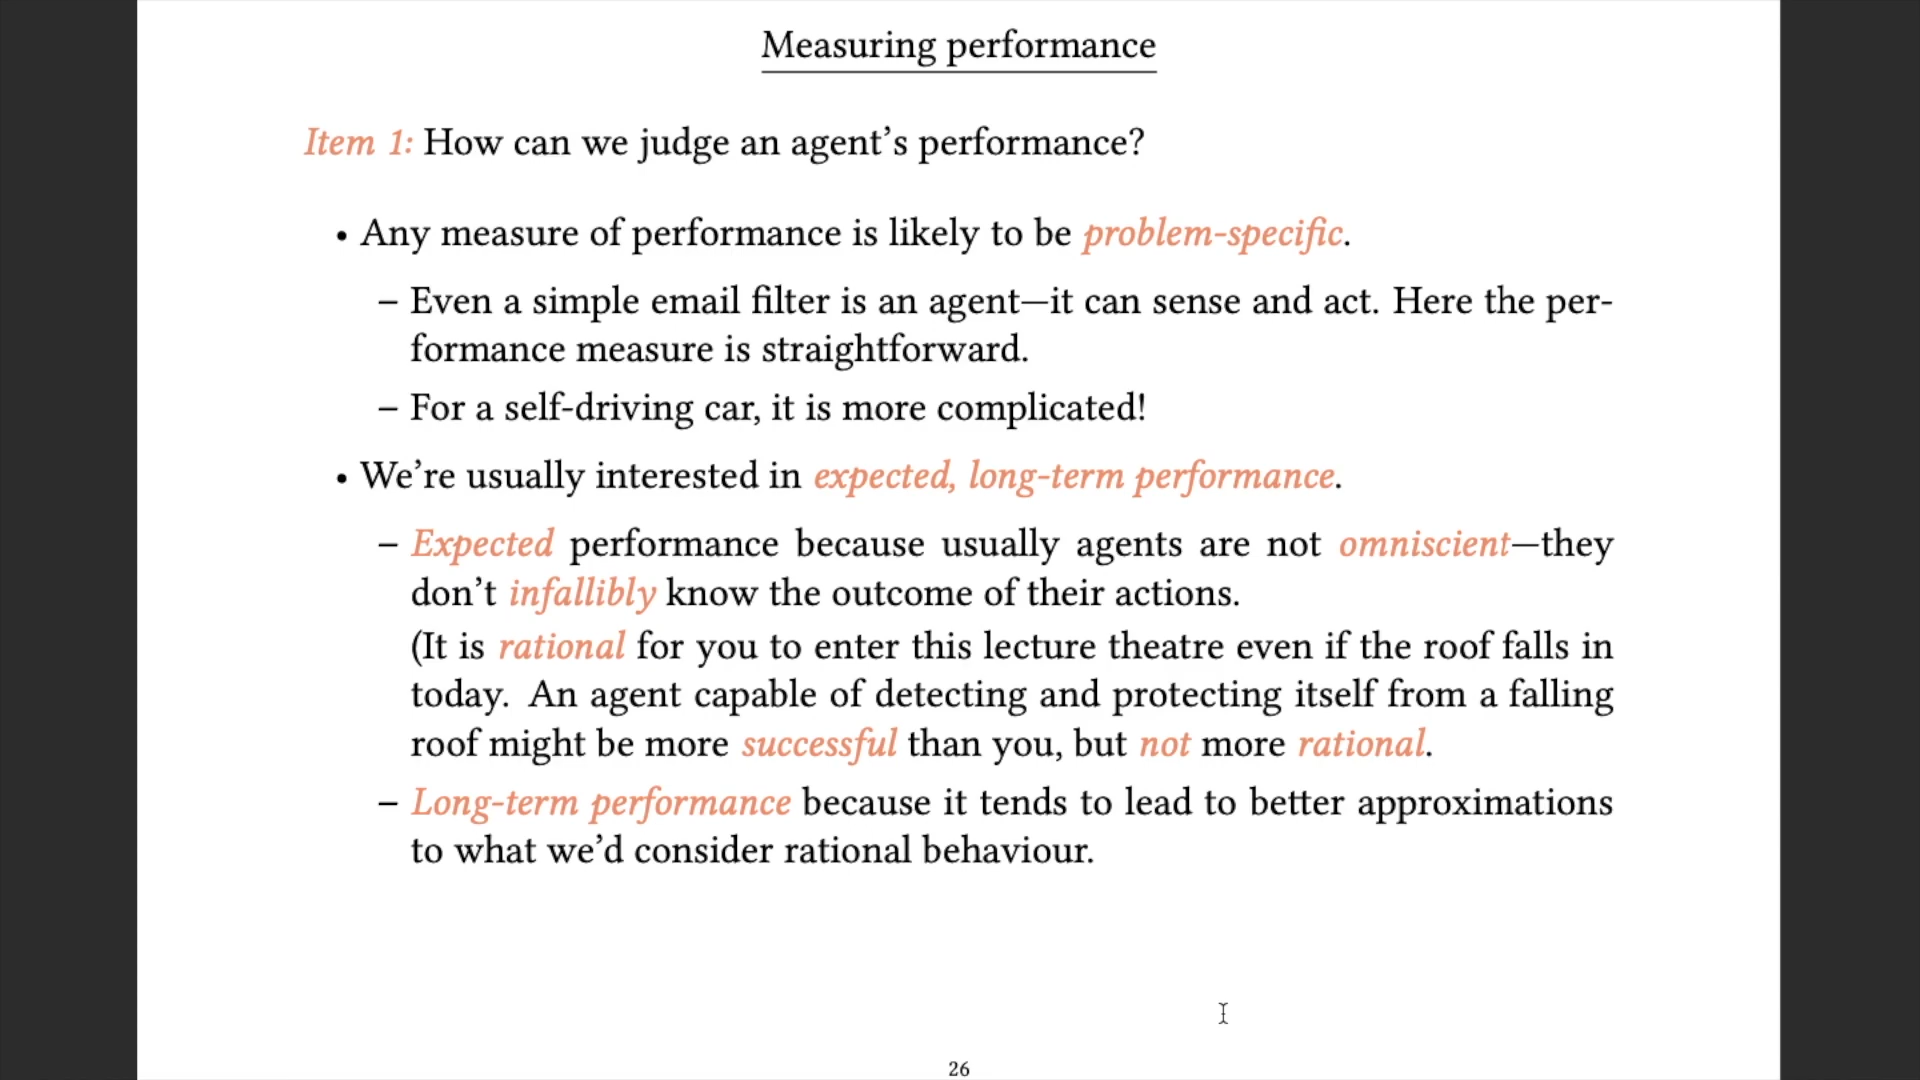 Measuring performance
Item 1: How can we judge an agent’s performance?
• Any measure of performance is likely to be problem-specific.
– Even a simple email filter is an agent—it can sense and act. Here the per-
formance measure is straightforward.
– For a self-driving car, it is more complicated!
• We’re usually interested in expected, long-term performance.
– Expected performance because usually agents are not omniscient—they
don’t infallibly know the outcome of their actions.
(It is rational for you to enter this lecture theatre even if the roof falls in
today. An agent capable of detecting and protecting itself from a falling
roof might be more successful than you, but not more rational.
– Long-term performance because it tends to lead to better approximations
to what we’d consider rational behaviour.
26